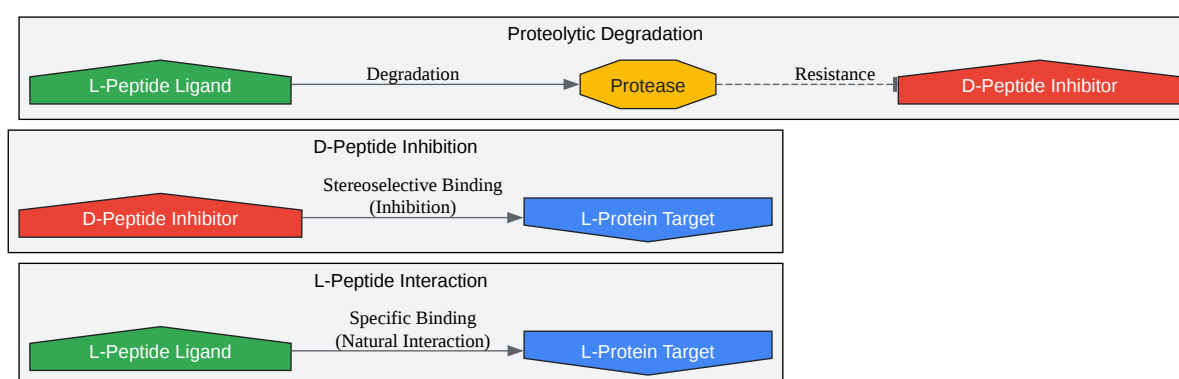 Proteolytic Degradation
L-Peptide Ligand
Degradation
Protease
Resistance
D-Peptide Inhibitor
D-Peptide Inhibition
D-Peptide Inhibitor
Stereoselective Binding
(Inhibition)
L-Protein Target
L-Peptide Interaction
L-Peptide Ligand
Specific Binding
(Natural Interaction)
L-Protein Target